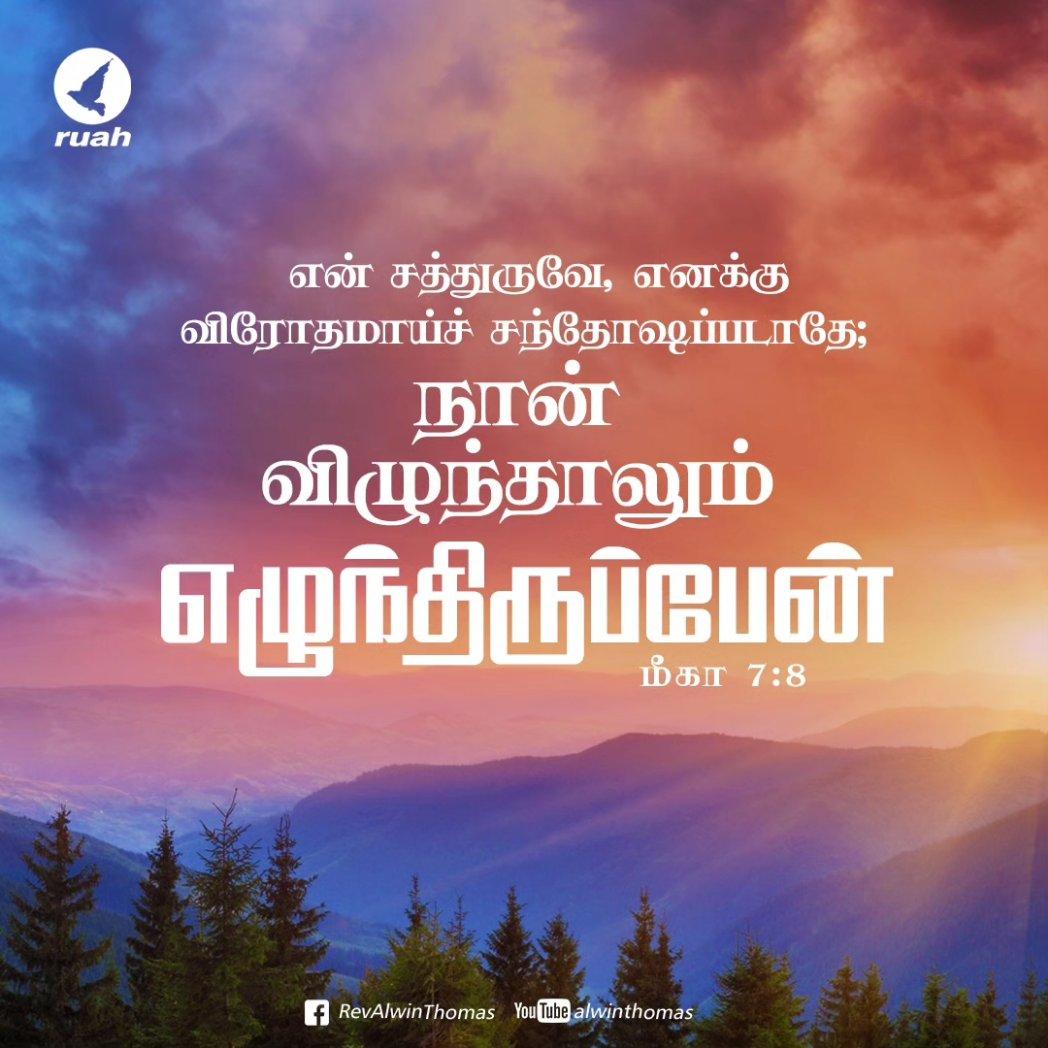 ruah
என் சத்துருவே, எனக்கு
விரோதமாய்ச் சந்தோஷப்படாதே;
நான்
விழுந்தாலும்
எழுந்திருப்பேன்
மீகா 7:8
f RevAlwinThomas YouTube alwinthomas